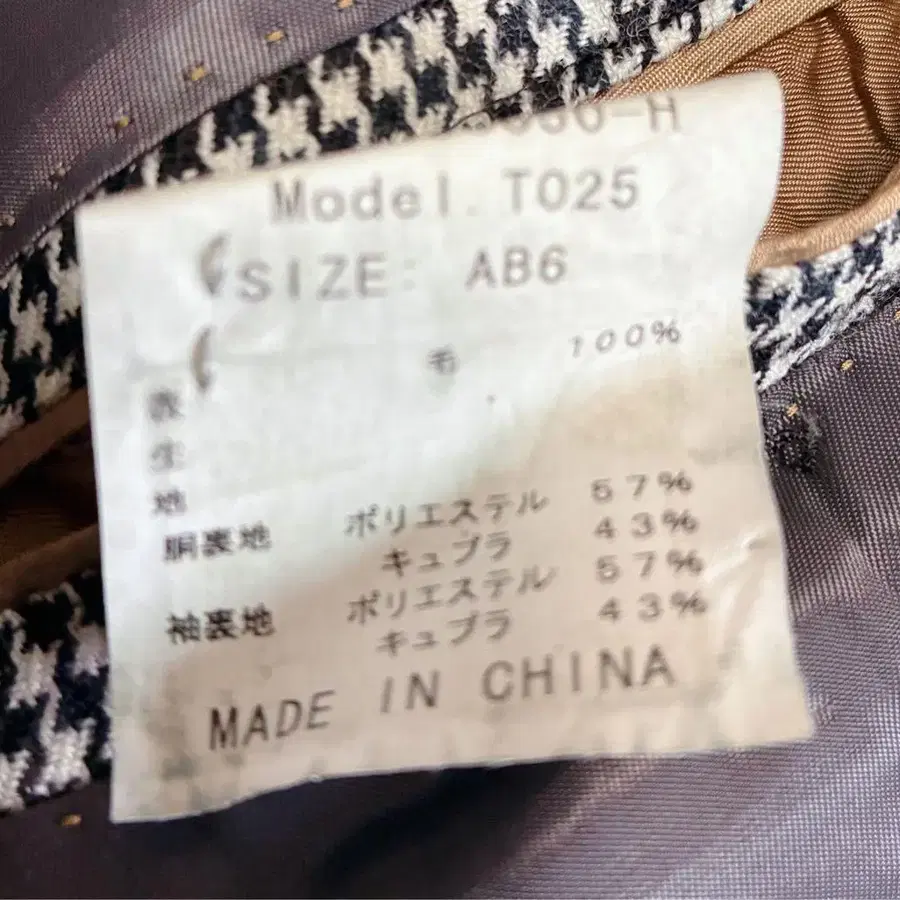 Model.T025
SIZE: AB6
毛 100%
表
生
地
胴裏地 ポリエステル 57%
キュプラ 43%
袖裏地 ポリエステル 57%
キュプラ 43%
MADE IN CHINA